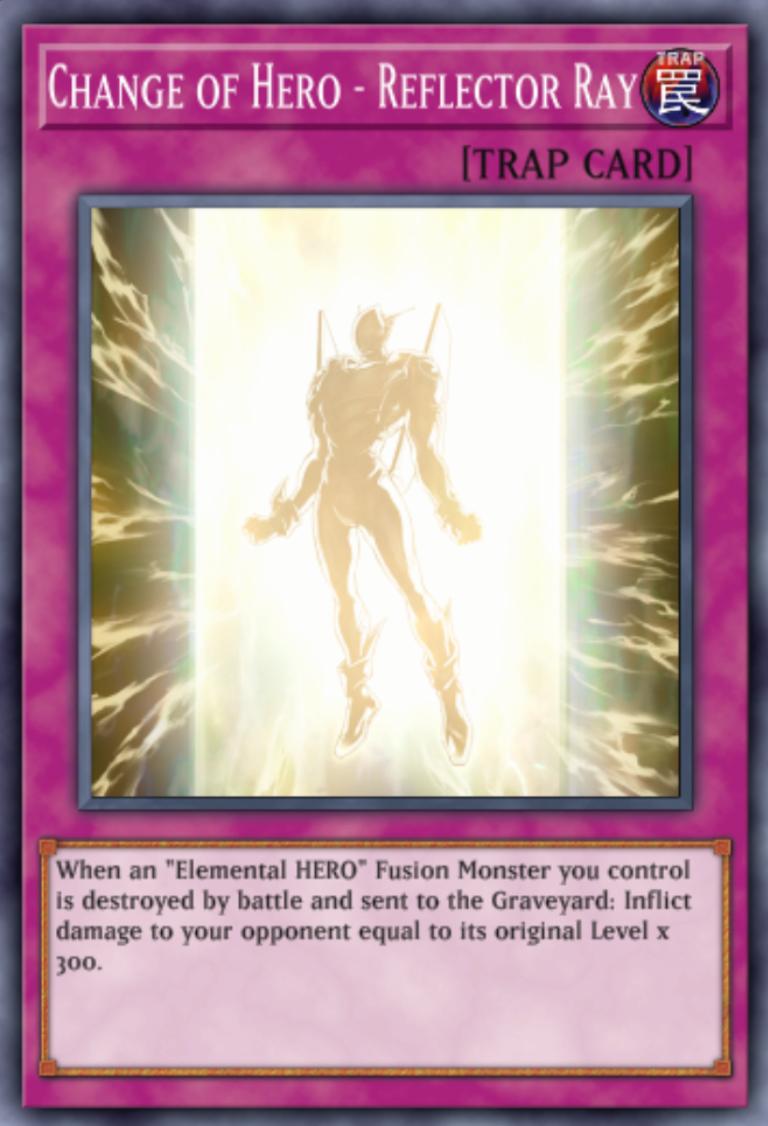 CHANGE OF HERO - REFLECTOR RAY
TRAP
罠
[TRAP CARD]
When an "Elemental HERO" Fusion Monster you control
is destroyed by battle and sent to the Graveyard: Inflict
damage to your opponent equal to its original Level x
300.